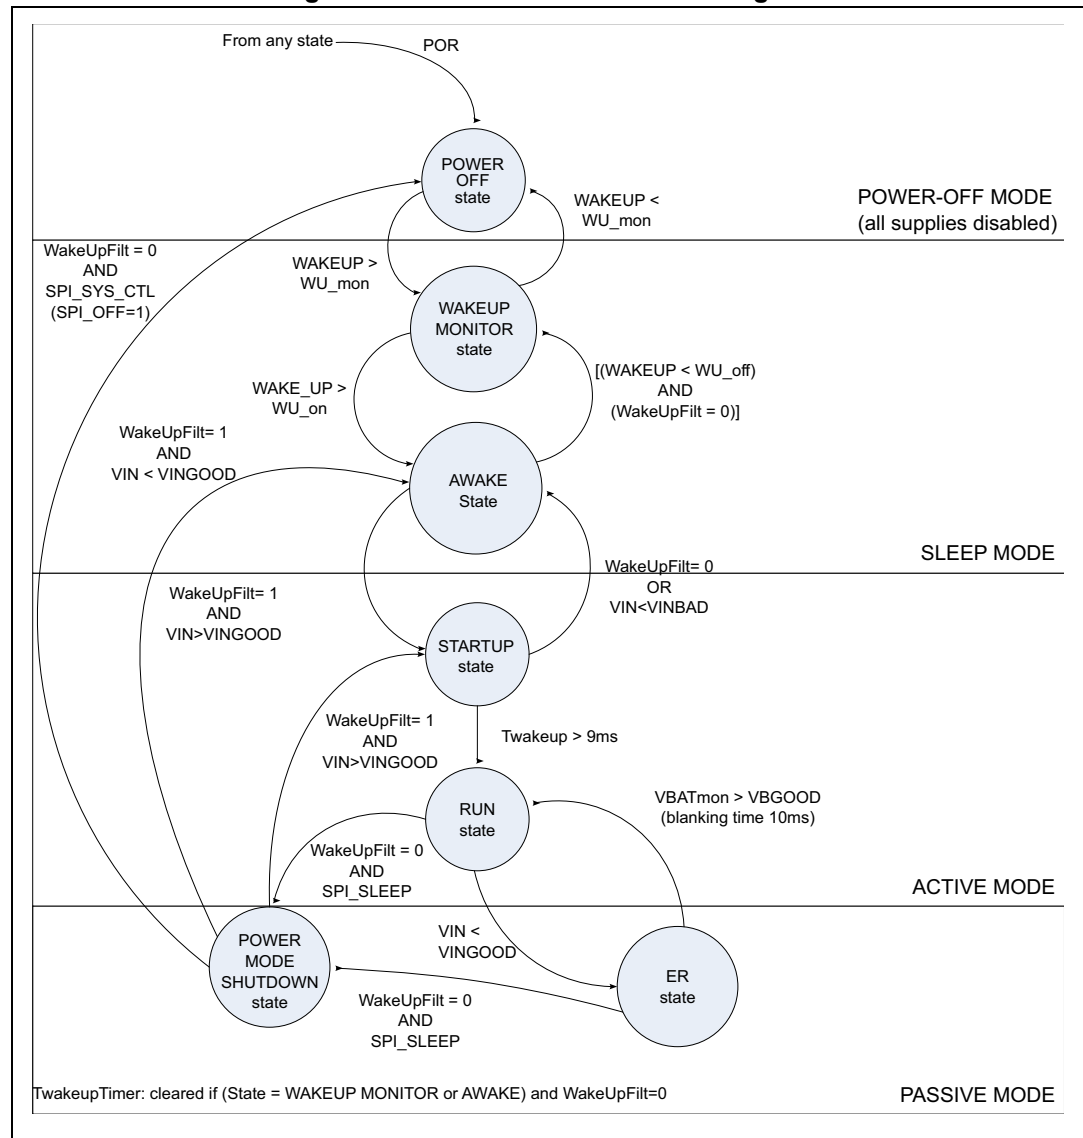 From any state
POR
POWER
OFF
state
WAKEUP <
WU_mon
POWER-OFF MODE
(all supplies disabled)
WakeUpFilt = 0
AND
SPI_SYS_CTL
(SPI_OFF=1)
WAKEUP >
WU_mon
WAKEUP
MONITOR
state
[(WAKEUP < WU_off)
AND
(WakeUpFilt = 0)]
WAKE_UP >
WU_on
WakeUpFilt= 1
AND
VIN < VINGOOD
AWAKE
State
SLEEP MODE
WakeUpFilt= 0
OR
VIN<VINBAD
WakeUpFilt= 1
AND
VIN>VINGOOD
STARTUP
state
WakeUpFilt= 1
AND
VIN>VINGOOD
Twakeup > 9ms
RUN
state
VBATmon > VBGOOD
(blanking time 10ms)
WakeUpFilt = 0
AND
SPI_SLEEP
ACTIVE MODE
POWER
MODE
SHUTDOWN
state
VIN <
VINGOOD
ER
state
WakeUpFilt = 0
AND
SPI_SLEEP
TwakeupTimer: cleared if (State = WAKEUP MONITOR or AWAKE) and WakeUpFilt=0
PASSIVE MODE